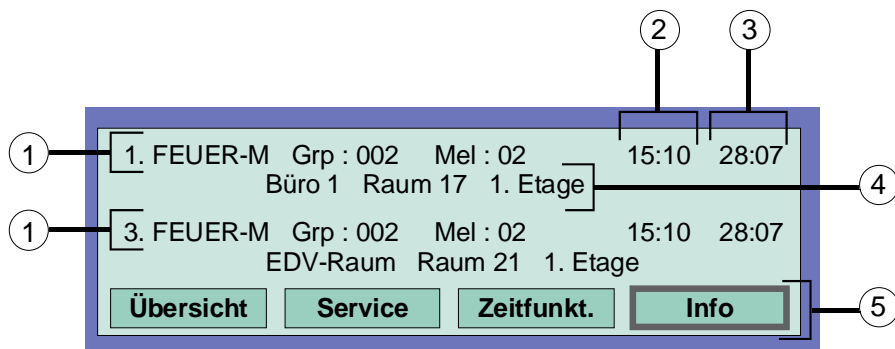 2 3
1 1. FEUER-M Grp : 002 Mel : 02 15:10 28:07
Büro 1 Raum 17 1. Etage 4
1 3. FEUER-M Grp : 002 Mel : 02 15:10 28:07
EDV-Raum Raum 21 1. Etage
Übersicht Service Zeitfunkt. Info 5